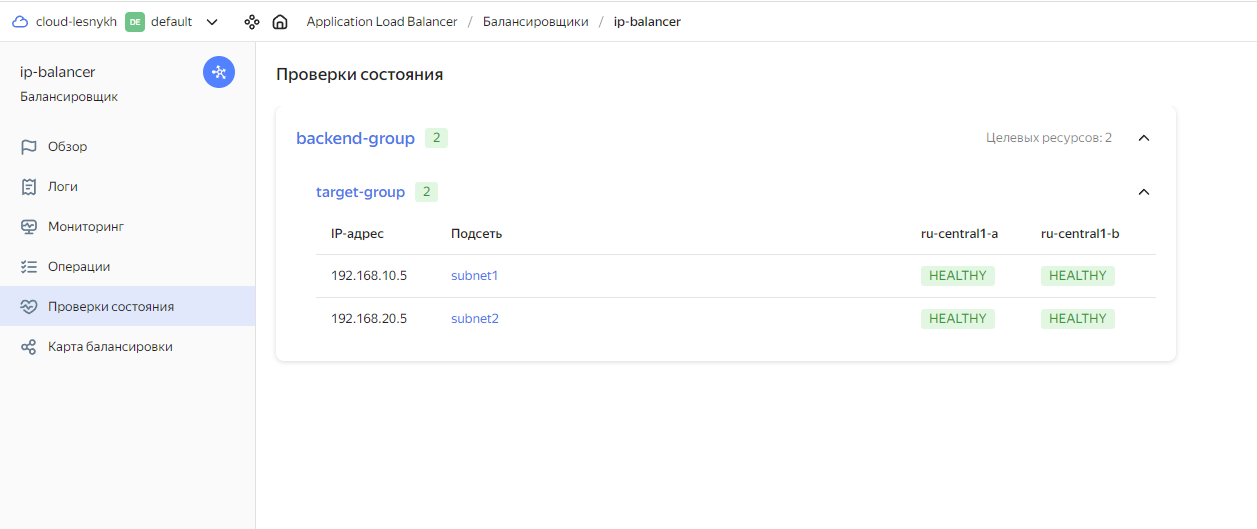 cloud-lesnykh DE default Application Load Balancer / Балансировщики / ip-balancer
ip-balancer
Балансировщик
Обзор
Логи
Мониторинг
Операции
Проверки состояния
Карта балансировки
Проверки состояния
backend-group 2 Целевых ресурсов: 2
target-group 2
IP-адрес Подсеть ru-central1-a ru-central1-b
192.168.10.5 subnet1 HEALTHY HEALTHY
192.168.20.5 subnet2 HEALTHY HEALTHY